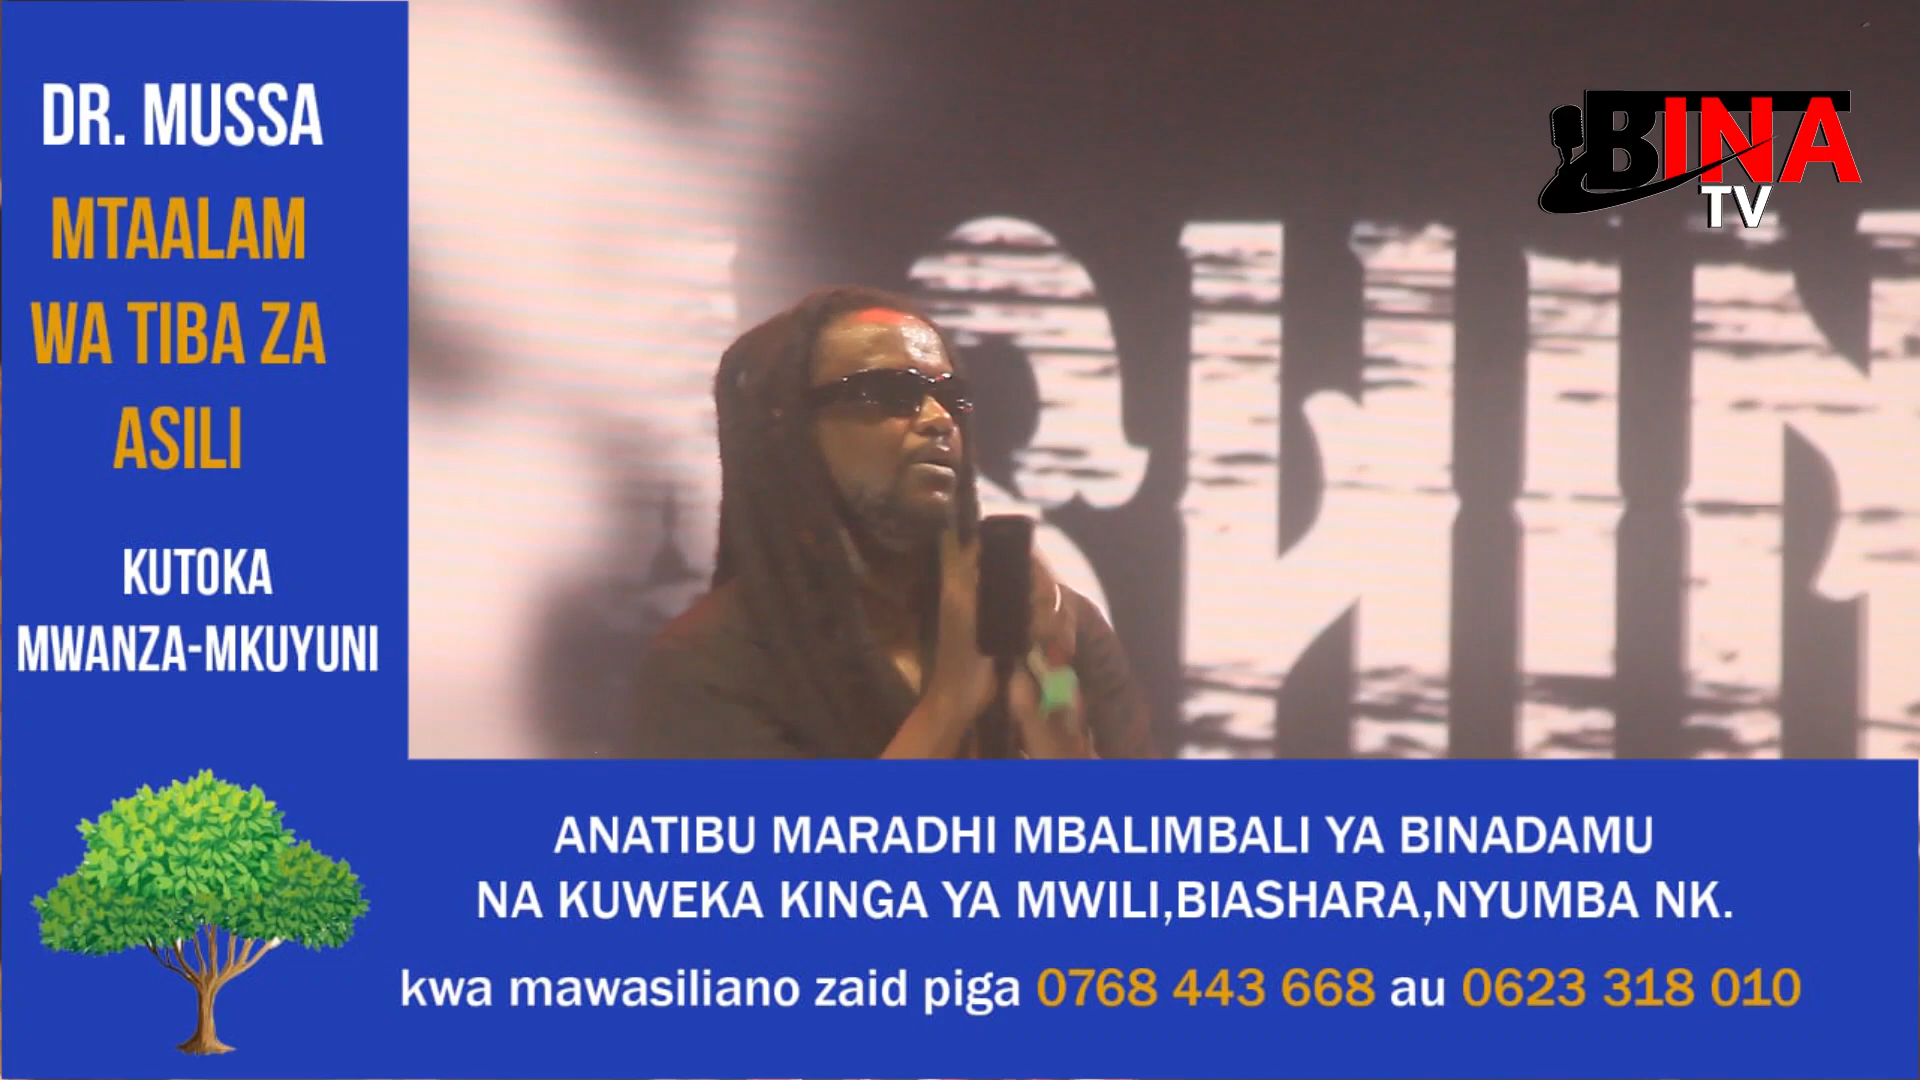 DR. MUSSA
MTAALAM
WA TIBA ZA
ASILI
KUTOKA
MWANZA-MKUYUNI
BINA
TV
ANATIBU MARADHI MBALIMBALI YA BINADAMU
NA KUWEKA KINGA YA MWILI,BIASHARA,NYUMBA NK.
kwa mawasiliano zaid piga 0768 443 668 au 0623 318 010